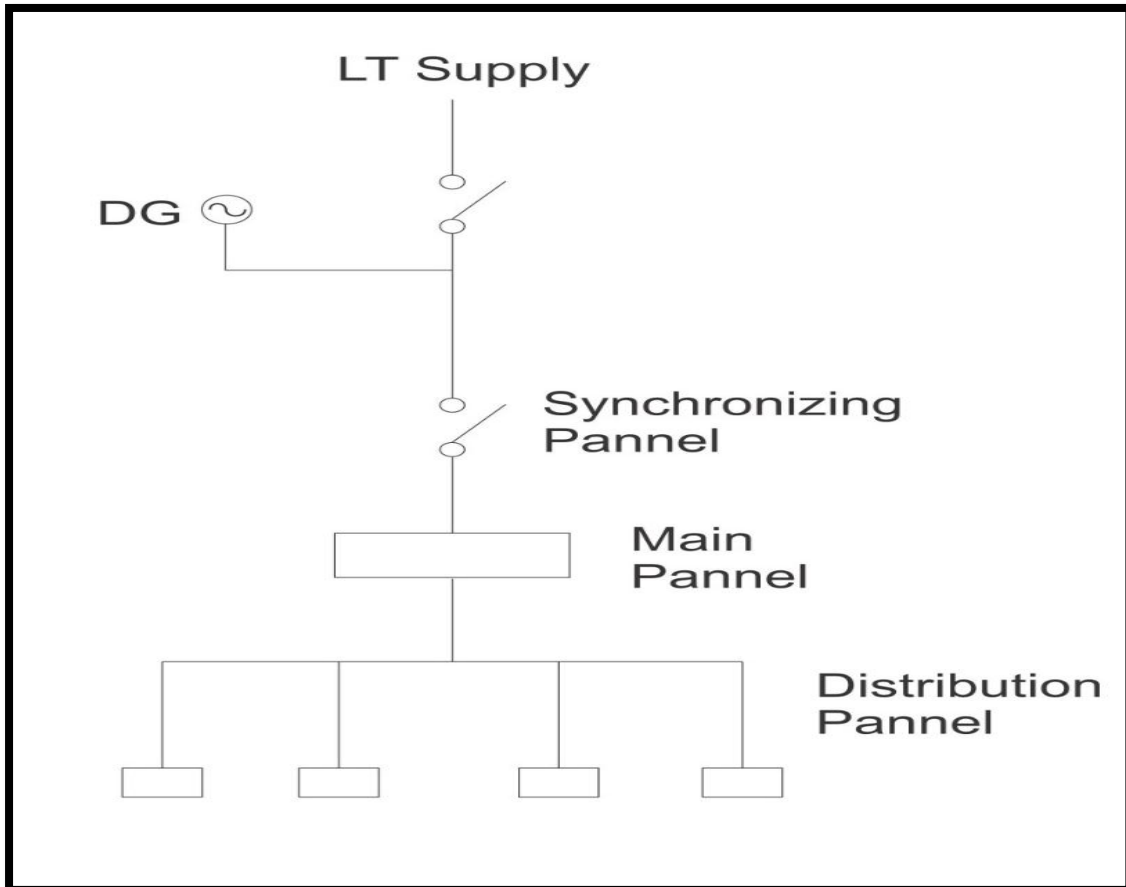 LT Supply
DG
Synchronizing
Pannel
Main
Pannel
Distribution
Pannel